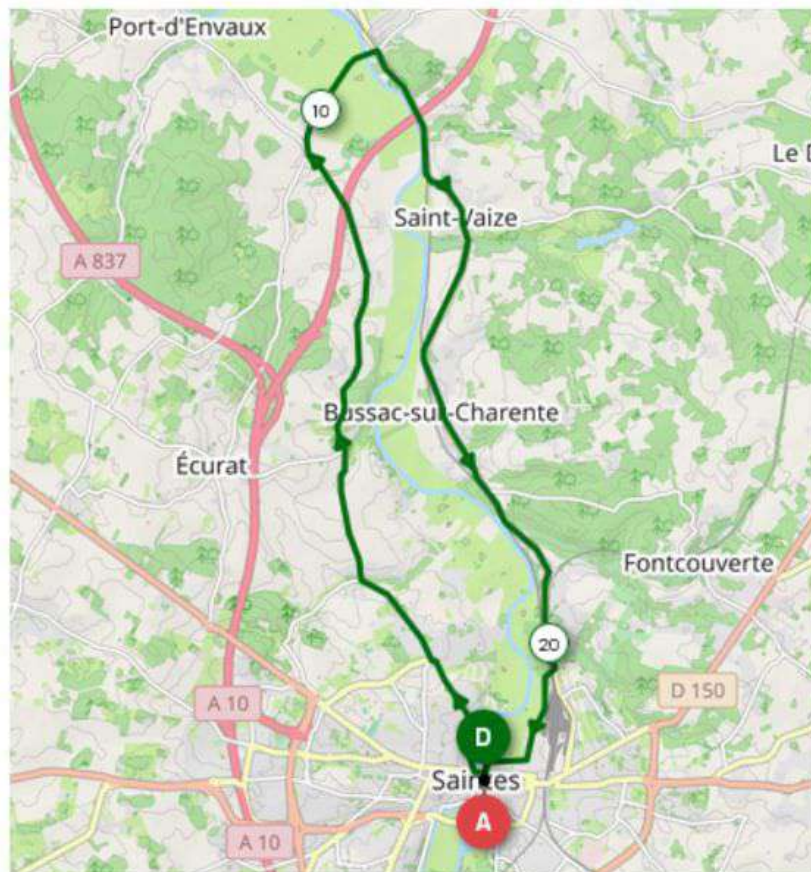 Port-d'Envaux
10
Le D
Saint-Vaize
A 837
Bussac-sur-Charente
Écurat
Fontcouverte
20
D 150
A 10
D
Saintes
A
A 10